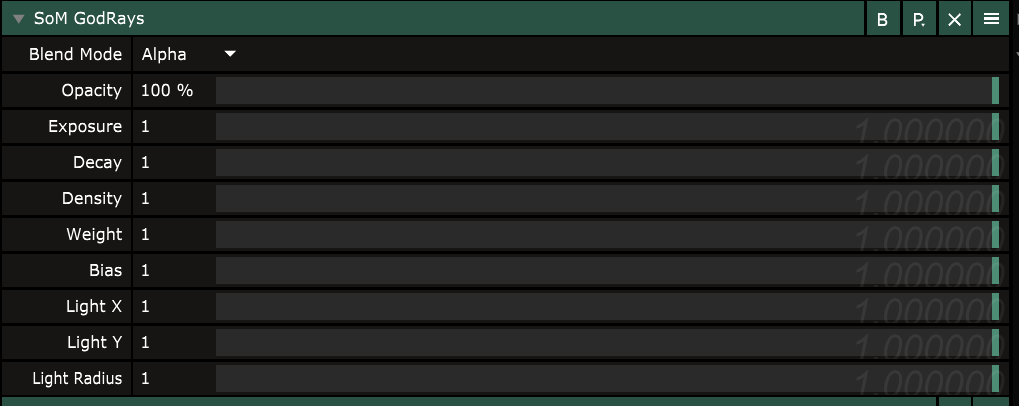 SoM GodRays B P. X
Blend Mode Alpha
Opacity 100 %
Exposure 1 1.000000
Decay 1 1.000000
Density 1 1.000000
Weight 1 1.000000
Bias 1 1.000000
Light X 1 1.000000
Light Y 1 1.000000
Light Radius 1 1.000000